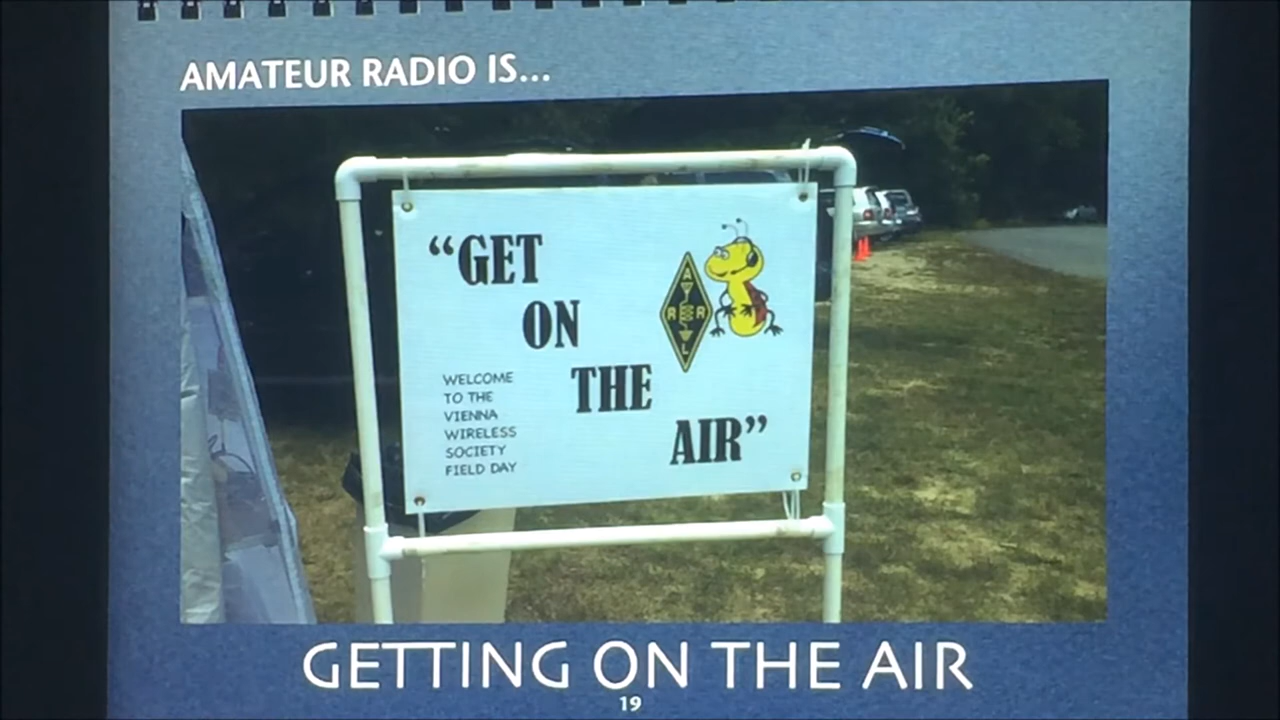 AMATEUR RADIO IS...
"GET
ON
THE
AIR"
WELCOME
TO THE
VIENNA
WIRELESS
SOCIETY
FIELD DAY
A
R R
L
GETTING ON THE AIR
19